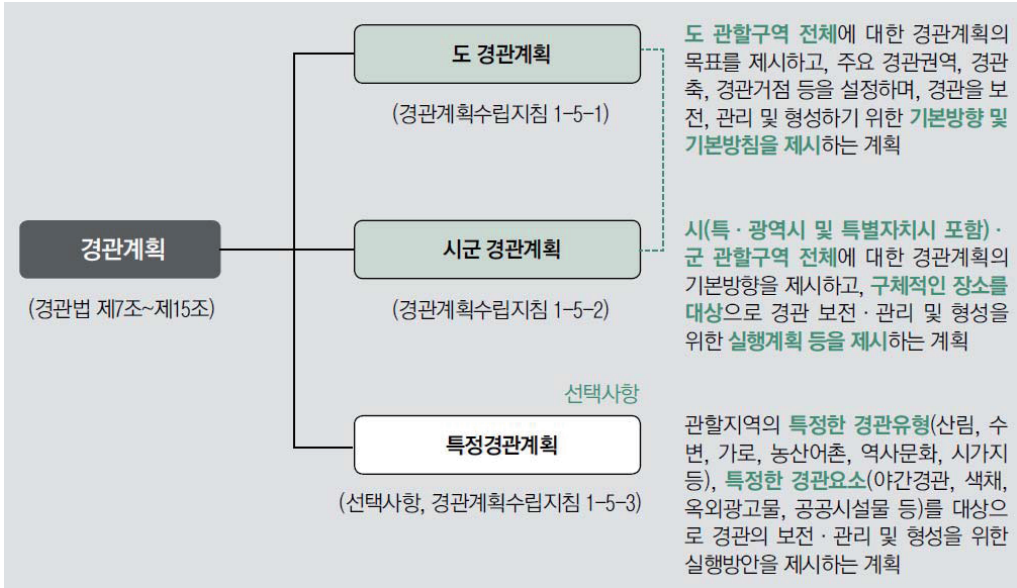 도 경관계획
(경관계획수립지침 1-5-1)
도 관할구역 전체에 대한 경관계획의
목표를 제시하고, 주요 경관권역, 경관
축, 경관거점 등을 설정하며, 경관을 보
전, 관리 및 형성하기 위한 기본방향 및
기본방침을 제시하는 계획
경관계획
(경관법 제7조~제15조)
시군 경관계획
(경관계획수립지침 1-5-2)
시(특·광역시 및 특별자치시 포함)·
군 관할구역 전체에 대한 경관계획의
기본방향을 제시하고, 구체적인 장소를
대상으로 경관 보전·관리 및 형성을
위한 실행계획 등을 제시하는 계획
선택사항
특정경관계획
(선택사항, 경관계획수립지침 1-5-3)
관할지역의 특정한 경관유형(산림, 수
변, 가로, 농산어촌, 역사문화, 시가지
등), 특정한 경관요소(야간경관, 색채,
옥외광고물, 공공시설물 등)를 대상으
로 경관의 보전·관리 및 형성을 위한
실행방안을 제시하는 계획